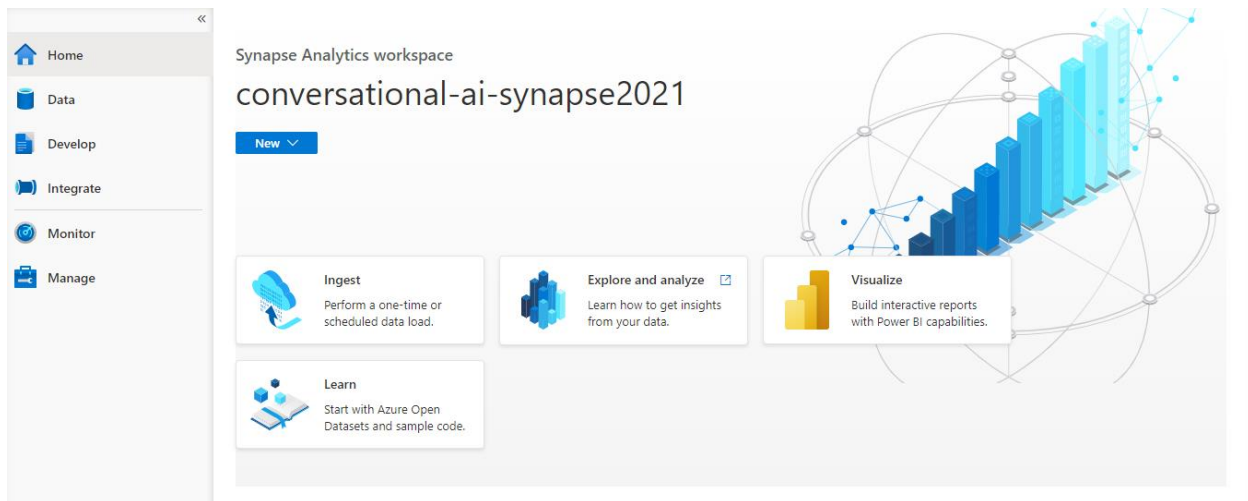 «
Home
Data
Develop
Integrate
Monitor
Manage
Synapse Analytics workspace
conversational-ai-synapse2021
New
Ingest
Perform a one-time or
scheduled data load.
Explore and analyze
Learn how to get insights
from your data.
Visualize
Build interactive reports
with Power BI capabilities.
Learn
Start with Azure Open
Datasets and sample code.